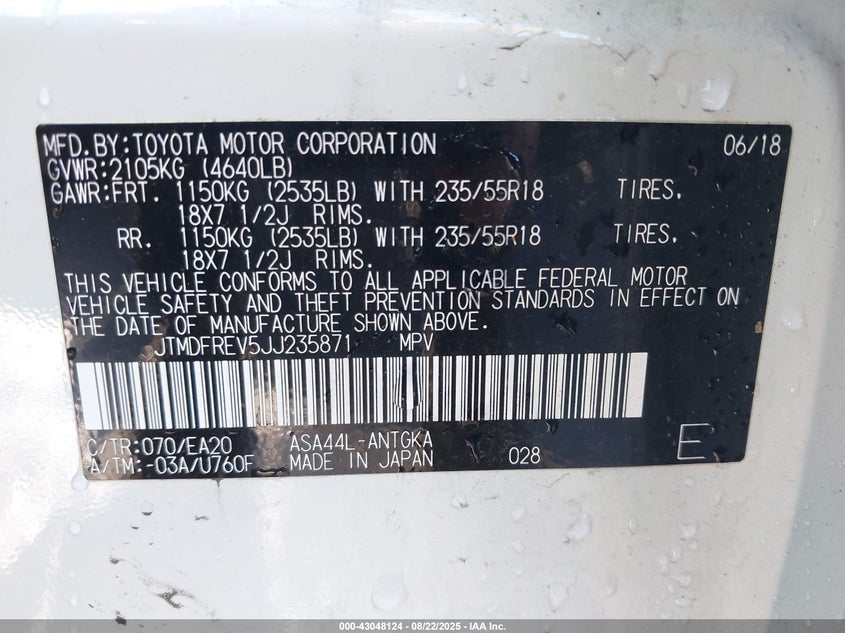 MFD.BY:TOYOTA MOTOR CORPORATION 06/18
GVWR:2105KG (4640LB)
GAWR:FRT. 1150KG (2535LB) WITH 235/55R18 TIRES.
18X7 1/2J RIMS.
RR. 1150KG (2535LB) WITH 235/55R18 TIRES.
18X7 1/2J RIMS.
THIS VEHICLE CONFORMS TO ALL APPLICABLE FEDERAL MOTOR
VEHICLE SAFETY AND THEFT PREVENTION STANDARDS IN EFFECT ON
THE DATE OF MANUFACTURE SHOWN ABOVE.
JTMDFREV5JJ235871 MPV
C/TR:070/EA20 ASA44L-ANTGKA
A/TM:-03A/U760F MADE IN JAPAN 028 E
000-43048124 - 08/22/2025 - IAA Inc.